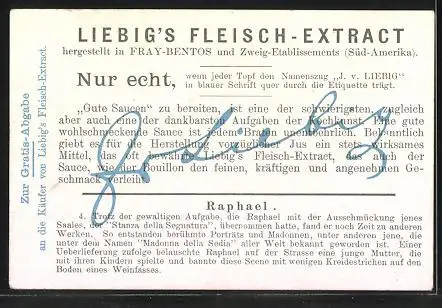 LIEBIG'S FLEISCH-EXTRACT
hergestellt in FRAY-BENTOS und Zweig-Etablissements (Süd-Amerika).
Nur echt, wenn jeder Topf den Namenszug „J. v. LIEBIG"
in blauer Schrift quer durch die Etiquette trägt.
„Gute Saucen" zu bereiten, ist eine der schwierigsten, zugleich
aber auch der dankbarsten Aufgaben der Kochkunst. Eine gute
wohlschmeckende Sauce ist jedem Feinschmecker Bekanntlich
giebt es für die Herstellung vorzüglicher Jus ein stets wirksames
Mittel, das oft bewährte Liebig's Fleisch-Extract, das auch der
Sauce, wie der Bouillon den feinen, kräftigen und angenehmen Ge-
schmack verleiht.
J v Liebig
Raphael.
4. Trotz der gewaltigen Aufgabe, die Raphael mit der Ausschmückung jenes
Saales, der "Stanza della Segnatura", übernommen hatte, fand er noch Zeit zu anderen
Werken. So entstanden berühmte Porträts und Madonnen, unter anderen jene, die
unter dem Namen "Madonna della Sedia" aller Welt bekannt geworden ist. Einer
Ueberlieferung zufolge belauschte Raphael auf der Strasse eine junge Mutter, die
mit ihren Kindern spielte und bannte diese Scene mit wenigen Kreidestrichen auf den
Boden eines Weinfasses.
Zur Gratis-Abgabe
an die Käufer von Liebig's Fleisch-Extract.